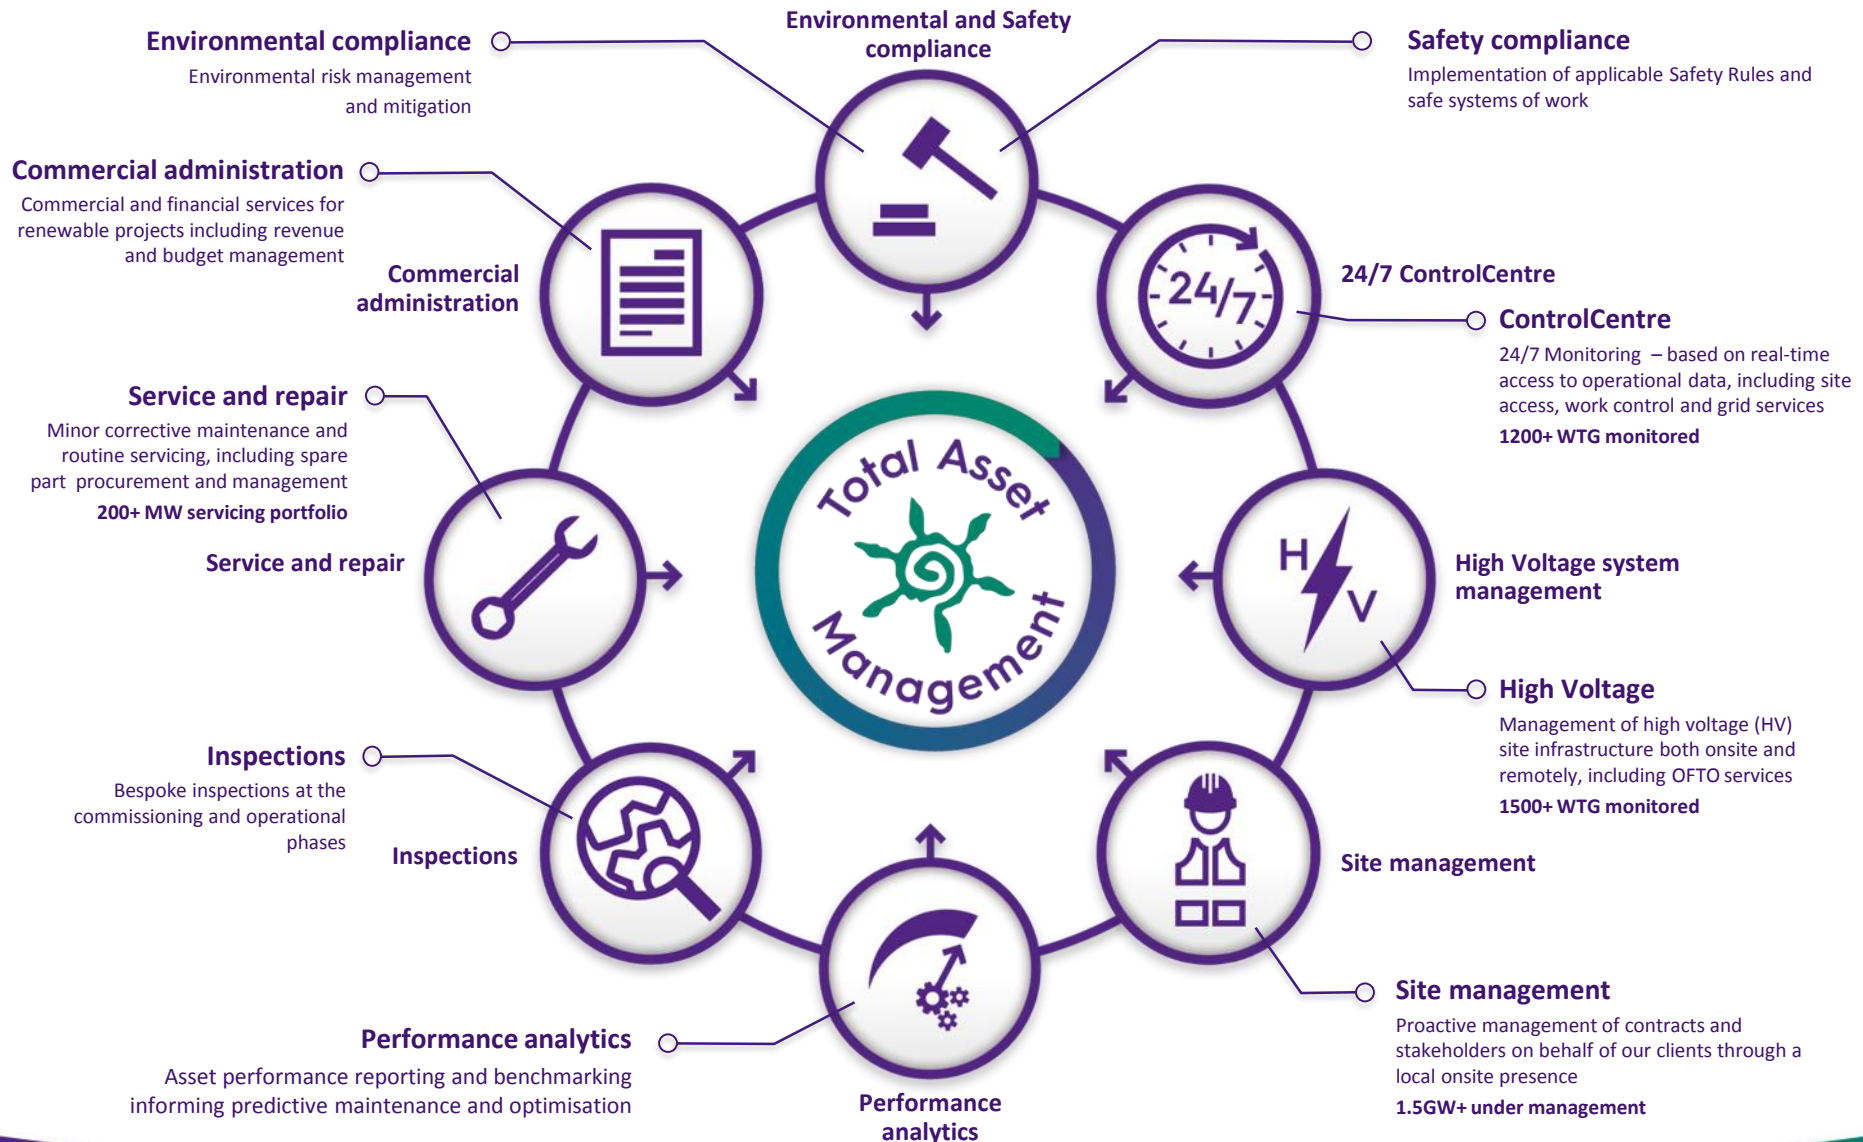 Environmental and Safety
compliance
Environmental compliance
Environmental risk management
and mitigation
Safety compliance
Implementation of applicable Safety Rules and
safe systems of work
Commercial administration
Commercial and financial services for
renewable projects including revenue
and budget management
Commercial
administration
24/7
24/7 ControlCentre
ControlCentre
24/7 Monitoring – based on real-time
access to operational data, including site
access, work control and grid services
1200+ WTG monitored
Service and repair
Minor corrective maintenance and
routine servicing, including spare
part procurement and management
200+ MW servicing portfolio
Service and repair
Total Asset
Management
H
V
High Voltage system
management
High Voltage
Management of high voltage (HV)
site infrastructure both onsite and
remotely, including OFTO services
1500+ WTG monitored
Inspections
Bespoke inspections at the
commissioning and operational
phases
Inspections
Site management
Site management
Proactive management of contracts and
stakeholders on behalf of our clients through a
local onsite presence
1.5GW+ under management
Performance analytics
Asset performance reporting and benchmarking
informing predictive maintenance and optimisation
Performance
analytics